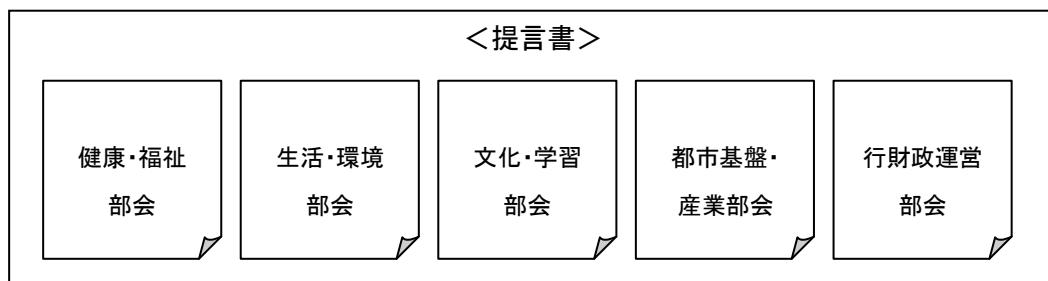 ＜提言書＞
健康・福祉
部会
生活・環境
部会
文化・学習
部会
都市基盤・
産業部会
行財政運営
部会